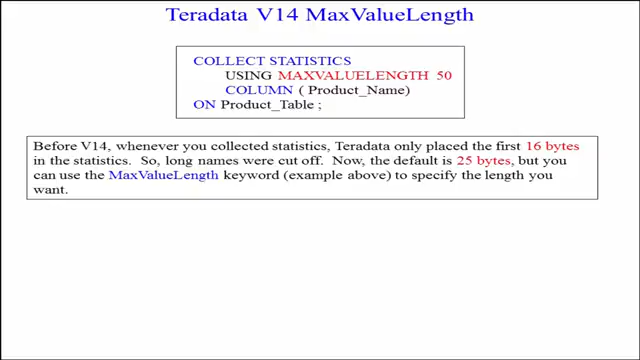 Teradata V14 MaxValueLength
COLLECT STATISTICS
USING MAXVALUELENGTH 50
COLUMN ( Product_Name)
ON Product_Table ;
Before V14, whenever you collected statistics, Teradata only placed the first 16 bytes
in the statistics. So, long names were cut off. Now, the default is 25 bytes, but you
can use the MaxValueLength keyword (example above) to specify the length you
want.